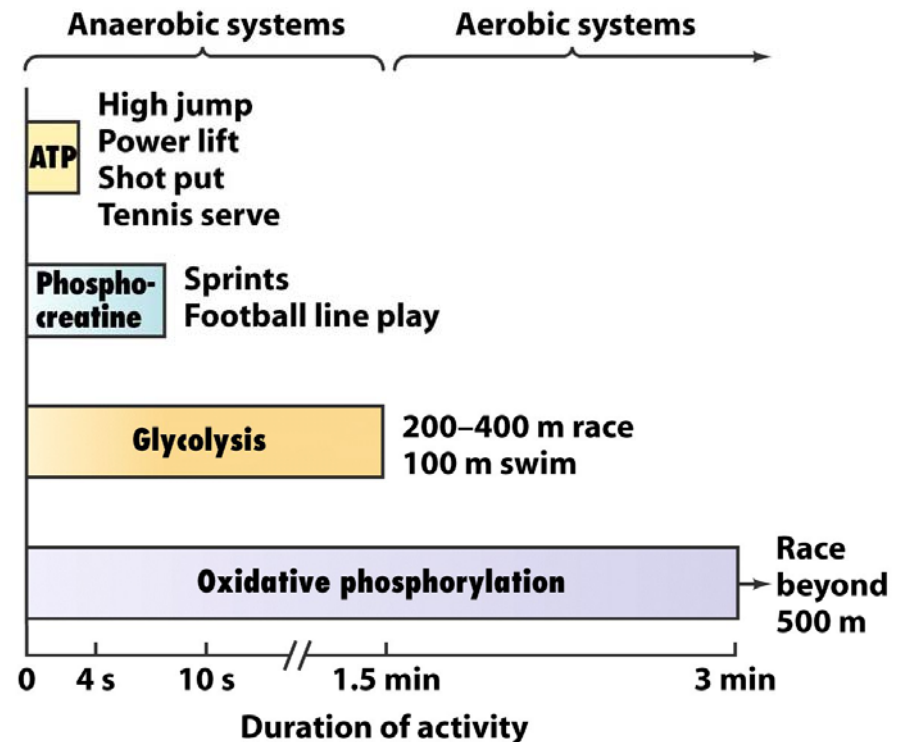 Anaerobic systems
Aerobic systems
ATP
High jump
Power lift
Shot put
Tennis serve
Phospho-
creatine
Sprints
Football line play
Glycolysis
200–400 m race
100 m swim
Oxidative phosphorylation
Race
beyond
500 m
0 4 s 10 s 1.5 min 3 min
Duration of activity